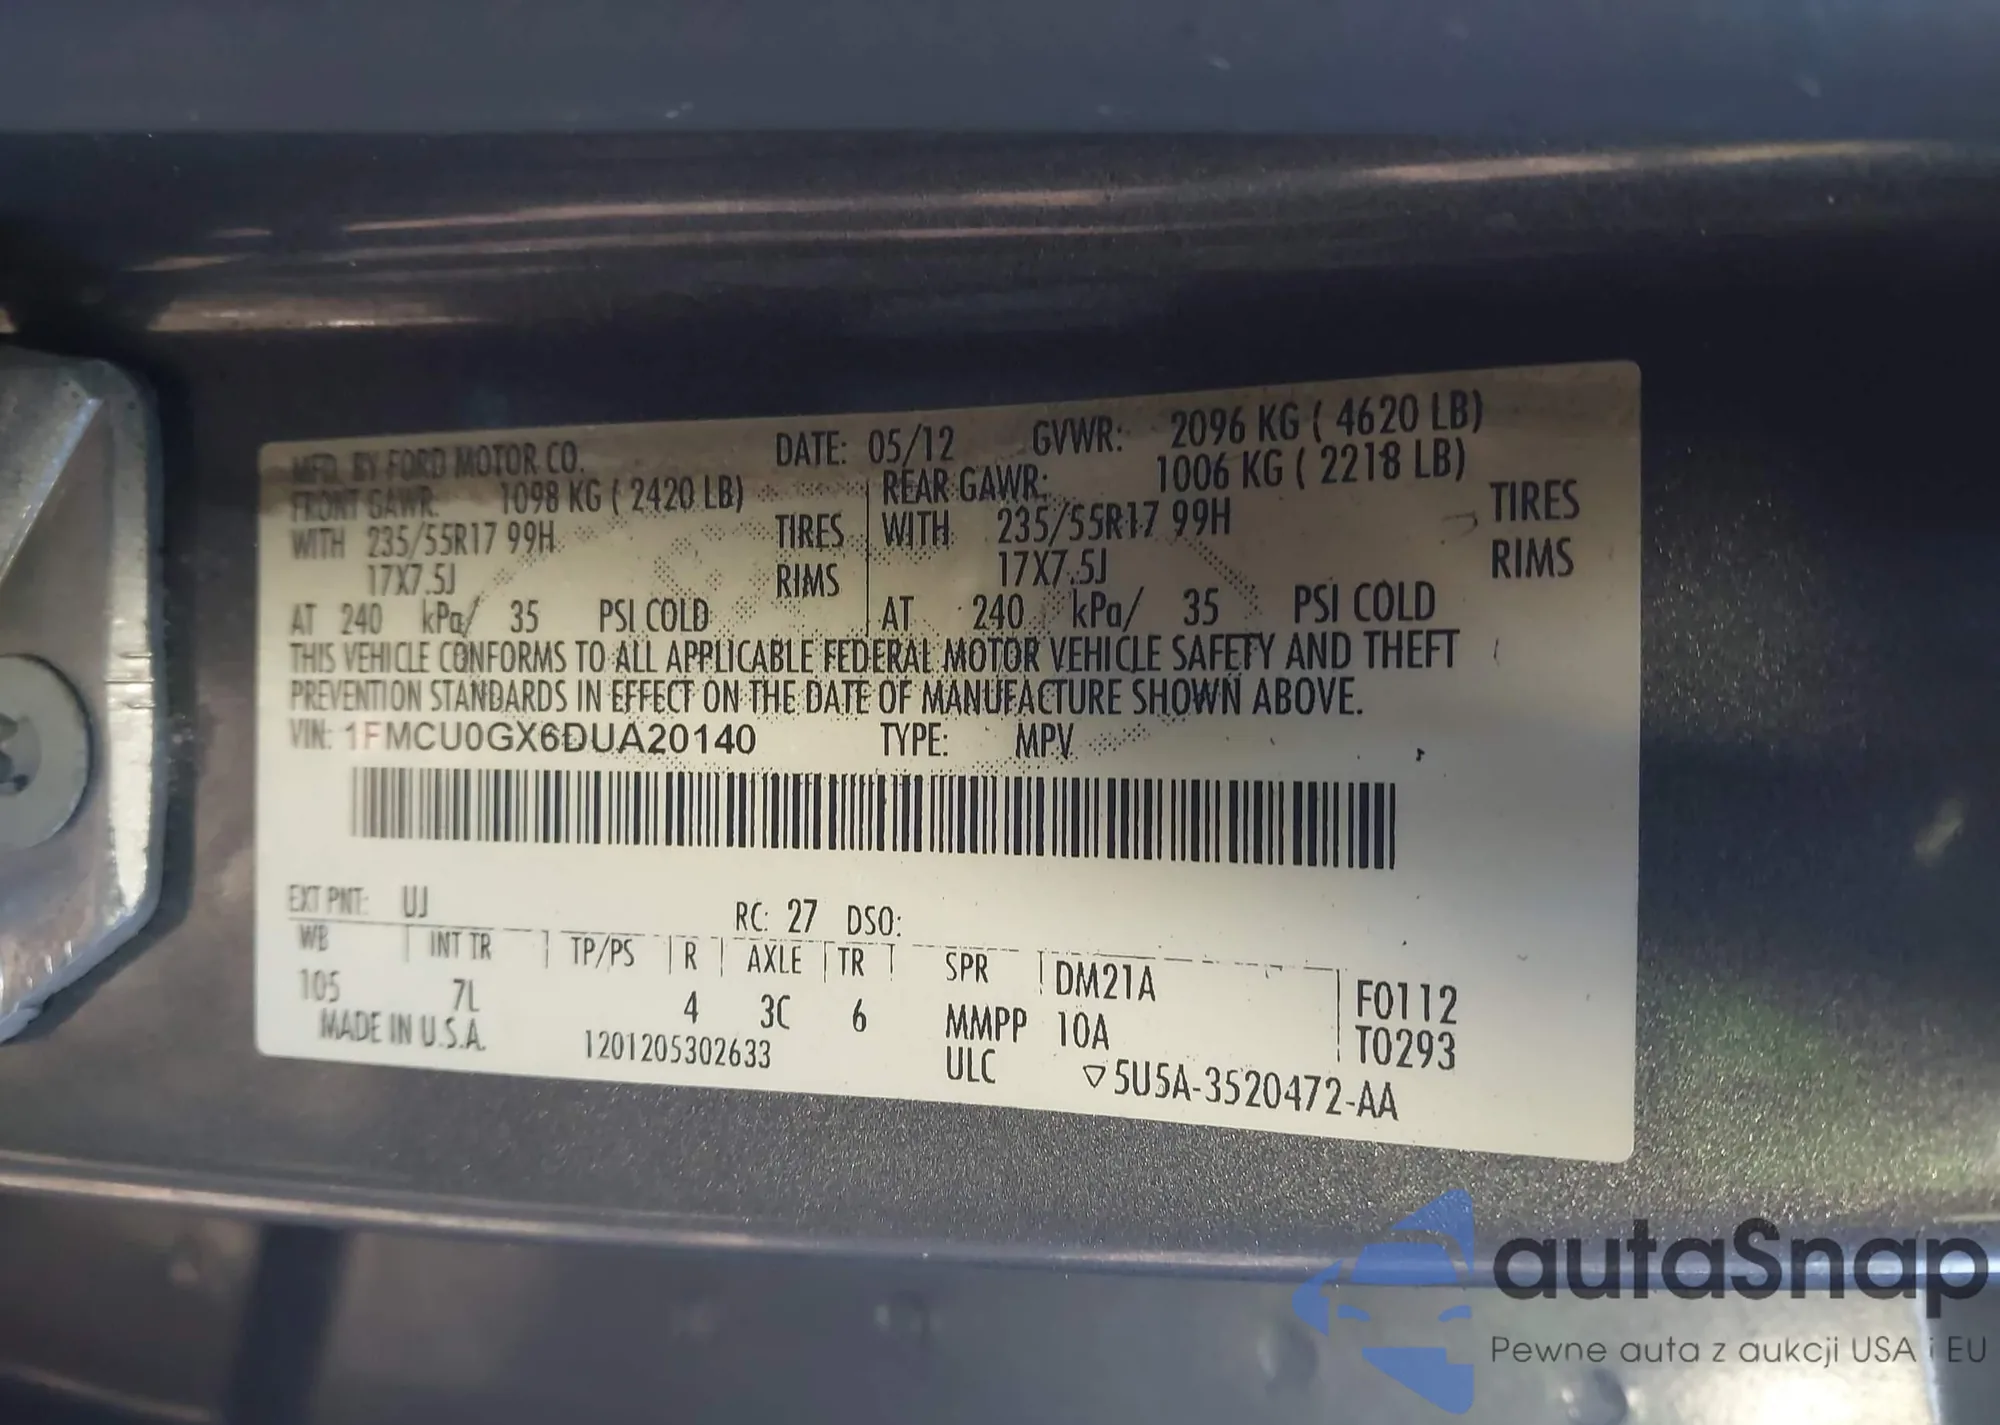 MFD. BY FORD MOTOR CO. DATE: 05/12 GVWR: 2096 KG ( 4620 LB)
FRONT GAWR: 1098 KG ( 2420 LB) REAR GAWR: 1006 KG ( 2218 LB)
WITH 235/55R17 99H TIRES WITH 235/55R17 99H TIRES
17X7.5J RIMS 17X7.5J RIMS
AT 240 kPa/ 35 PSI COLD AT 240 kPa/ 35 PSI COLD
THIS VEHICLE CONFORMS TO ALL APPLICABLE FEDERAL MOTOR VEHICLE SAFETY AND THEFT
PREVENTION STANDARDS IN EFFECT ON THE DATE OF MANUFACTURE SHOWN ABOVE.
VIN: 1FMCU0GX6DUA20140 TYPE: MPV
EXT PNT: UJ RC: 27 DSO:
WB INT TR TP/PS R AXLE TR SPR DM21A F0112
105 7L 4 3C 6 MMPP 10A T0293
MADE IN U.S.A. 1201205302633 ULC ▽5U5A-3520472-AA
autaSnap
Pewne auta z aukcji USA i EU